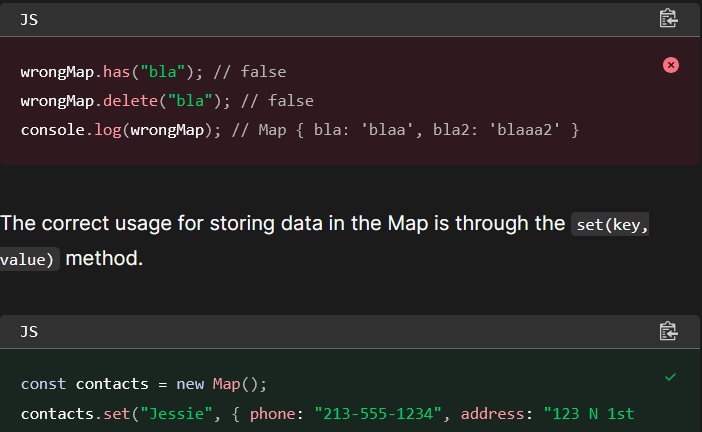 JS
wrongMap.has("bla"); // false
wrongMap.delete("bla"); // false
console.log(wrongMap); // Map { bla: 'blaa', bla2: 'blaaa2' }
The correct usage for storing data in the Map is through the set(key,
value) method.
JS
const contacts = new Map();
contacts.set("Jessie", { phone: "213-555-1234", address: "123 N 1st